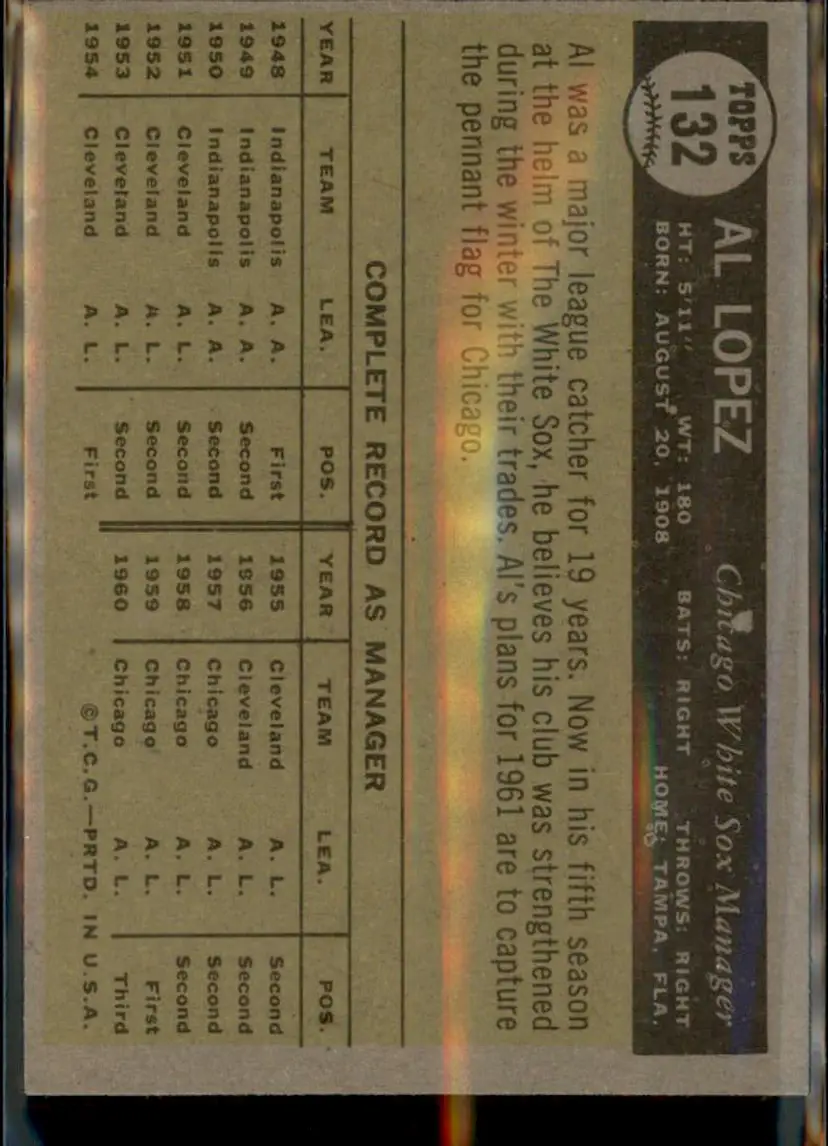 TOPPS
132
AL LOPEZ Chicago White Sox Manager
HT: 5'11" WT: 180 BATS: RIGHT THROWS: RIGHT
BORN: AUGUST 20, 1908 HOME: TAMPA, FLA.
Al was a major league catcher for 19 years. Now in his fifth season
at the helm of The White Sox, he believes his club was strengthened
during the winter with their trades. Al's plans for 1961 are to capture
the pennant flag for Chicago.
COMPLETE RECORD AS MANAGER
YEAR TEAM LEA. POS. YEAR TEAM LEA. POS.
1948 Indianapolis A. A. First 1955 Cleveland A. L. Second
1949 Indianapolis A. A. Second 1956 Cleveland A. L. Second
1950 Indianapolis A. A. Second 1957 Chicago A. L. Second
1951 Cleveland A. L. Second 1958 Chicago A. L. Second
1952 Cleveland A. L. Second 1959 Chicago A. L. First
1953 Cleveland A. L. Second 1960 Chicago A. L. Third
1954 Cleveland A. L. First ©T.C.G.—PRTD. IN U.S.A.